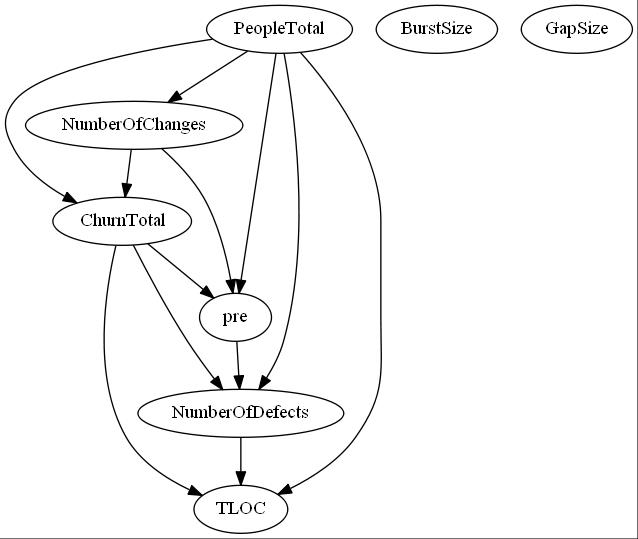 PeopleTotal
BurstSize
GapSize
NumberOfChanges
ChurnTotal
pre
NumberOfDefects
TLOC